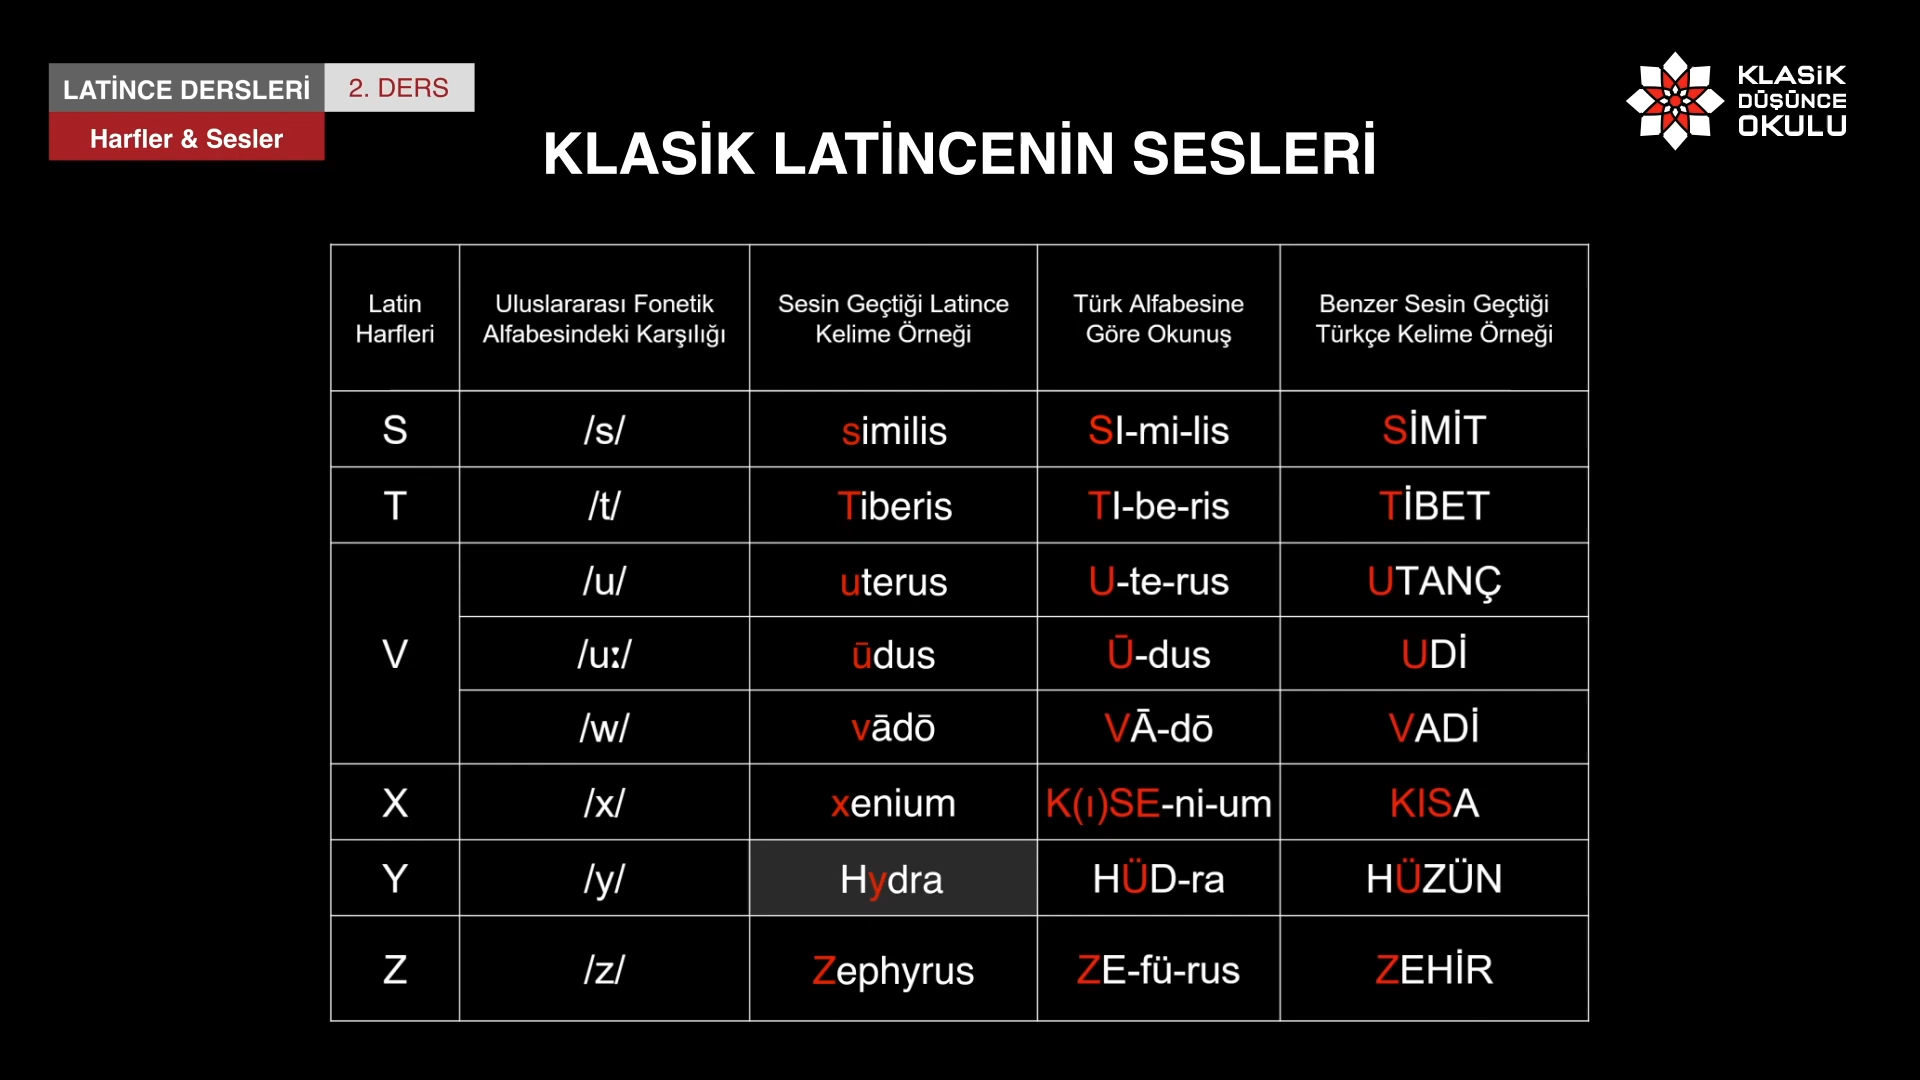 LATİNCE DERSLERİ 2. DERS
Harfler & Sesler
KLASİK
DÜŞÜNCE
OKULU
KLASİK LATİNCENİN SESLERİ
Latin
Harfleri
Uluslararası Fonetik
Alfabesindeki Karşılığı
Sesin Geçtiği Latince
Kelime Örneği
Türk Alfabesine
Göre Okunuş
Benzer Sesin Geçtiği
Türkçe Kelime Örneği
S /s/ similis SI-mi-lis SİMİT
T /t/ Tiberis TI-be-ris TİBET
V /u/ uterus U-te-rus UTANÇ
/uː/ ūdus Ū-dus UDİ
/w/ vādō VĀ-dō VADİ
X /x/ xenium K(ı)SE-ni-um KISA
Y /y/ Hydra HÜD-ra HÜZÜN
Z /z/ Zephyrus ZE-fü-rus ZEHİR